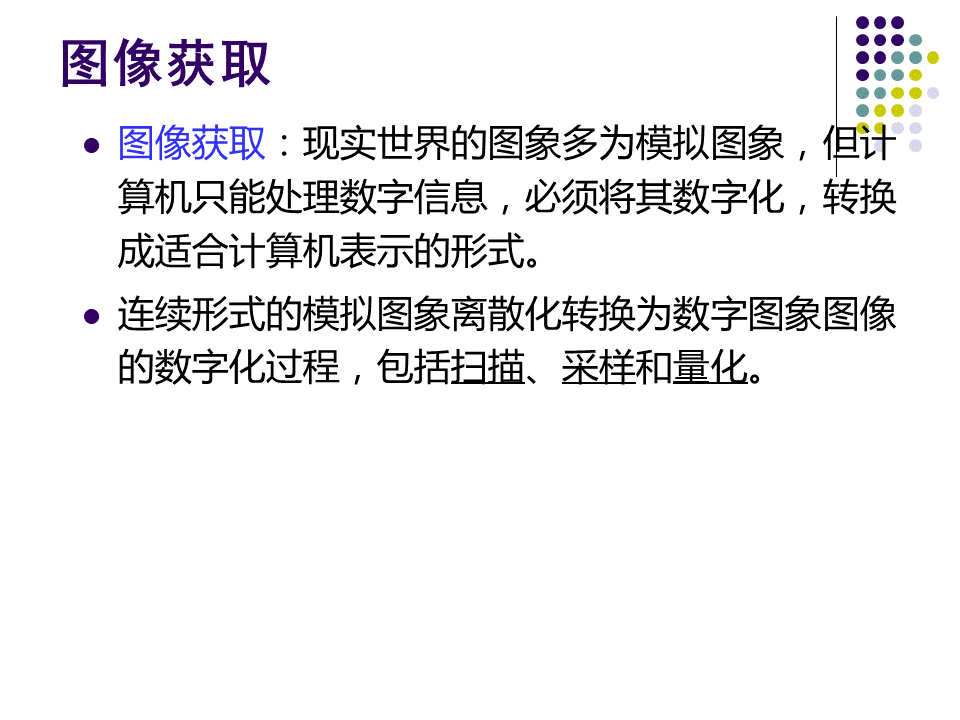 图像获取
图像获取：现实世界的图象多为模拟图象，但计
算机只能处理数字信息，必须将其数字化，转换
成适合计算机表示的形式。
连续形式的模拟图象离散化转换为数字图象图像
的数字化过程，包括扫描、采样和量化。